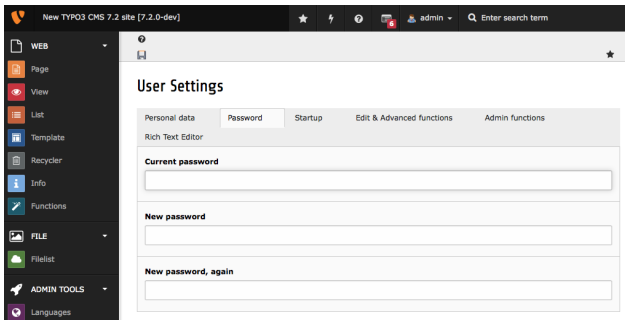 New TYPO3 CMS 7.2 site [7.2.0-dev]
6
admin
Enter search term
WEB
Page
View
List
Template
Recycler
Info
Functions
FILE
Filelist
ADMIN TOOLS
Languages
User Settings
Personal data
Password
Startup
Edit & Advanced functions
Admin functions
Rich Text Editor
Current password
New password
New password, again